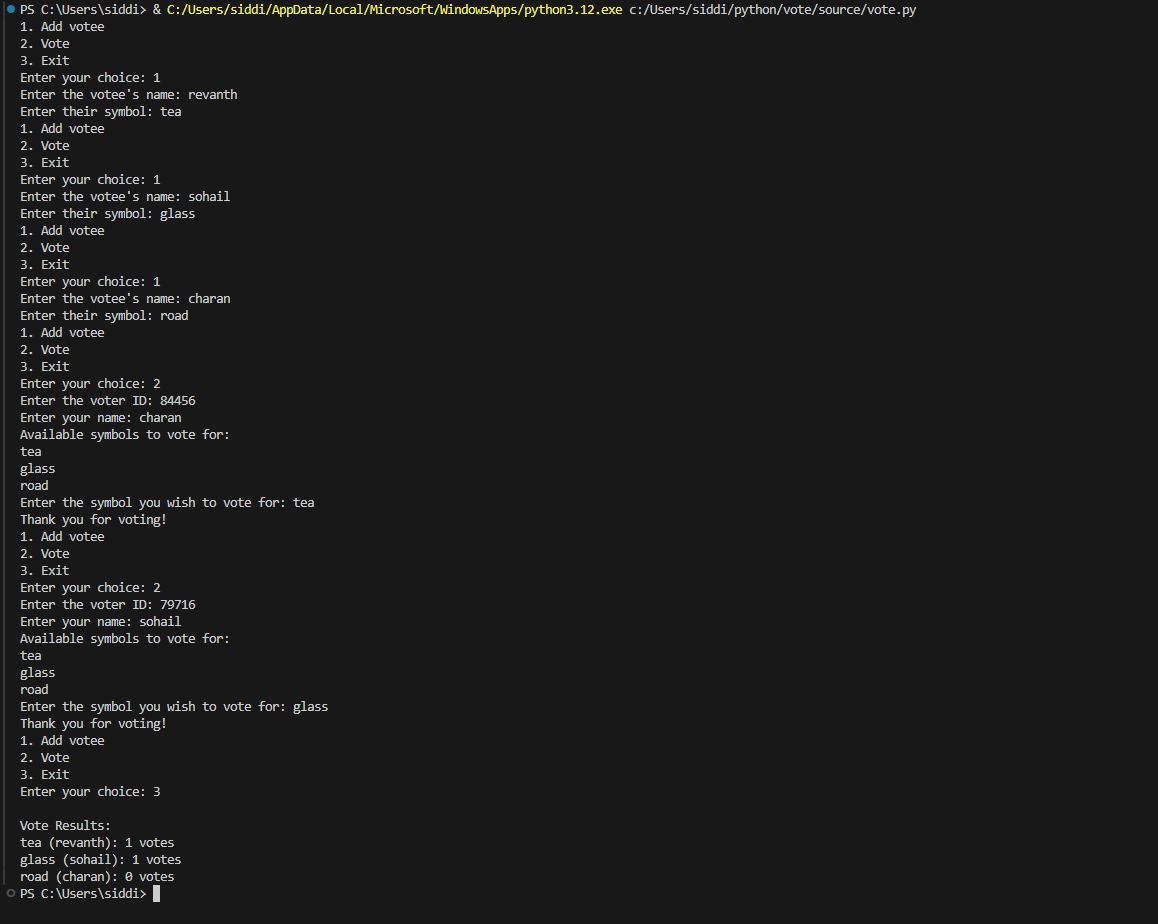 PS C:\Users\siddi> & C:/Users/siddi/AppData/Local/Microsoft/WindowsApps/python3.12.exe c:/Users/siddi/python/vote/source/vote.py
1. Add votee
2. Vote
3. Exit
Enter your choice: 1
Enter the votee's name: revanth
Enter their symbol: tea
1. Add votee
2. Vote
3. Exit
Enter your choice: 1
Enter the votee's name: sohail
Enter their symbol: glass
1. Add votee
2. Vote
3. Exit
Enter your choice: 1
Enter the votee's name: charan
Enter their symbol: road
1. Add votee
2. Vote
3. Exit
Enter your choice: 2
Enter the voter ID: 84456
Enter your name: charan
Available symbols to vote for:
tea
glass
road
Enter the symbol you wish to vote for: tea
Thank you for voting!
1. Add votee
2. Vote
3. Exit
Enter your choice: 2
Enter the voter ID: 79716
Enter your name: sohail
Available symbols to vote for:
tea
glass
road
Enter the symbol you wish to vote for: glass
Thank you for voting!
1. Add votee
2. Vote
3. Exit
Enter your choice: 3

Vote Results:
tea (revanth): 1 votes
glass (sohail): 1 votes
road (charan): 0 votes
PS C:\Users\siddi>